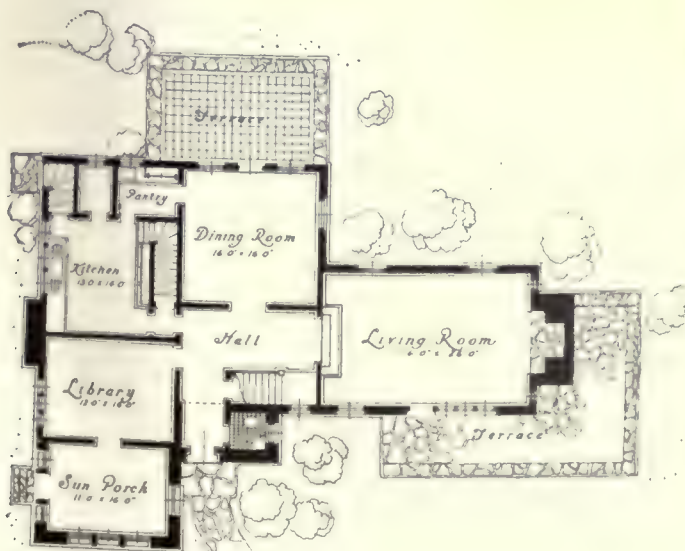 Terrace
Pantry
Dining Room
16'0" x 16'0"
Kitchen
Hall
Living Room
Library
Sun Porch
11'0" x 16'0"
Terrace